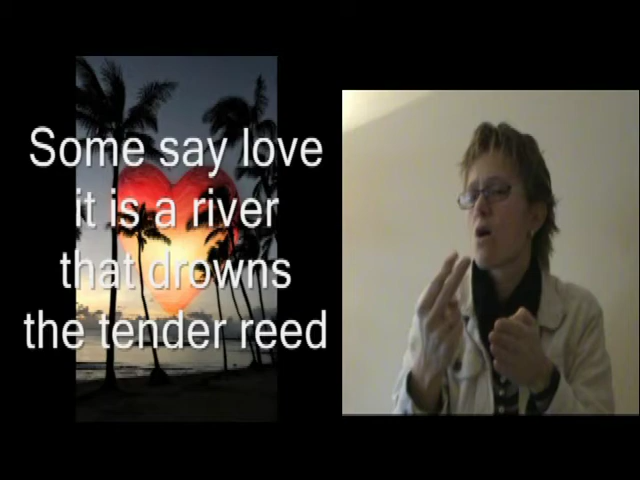 Some say love
it is a river
that drowns
the tender reed